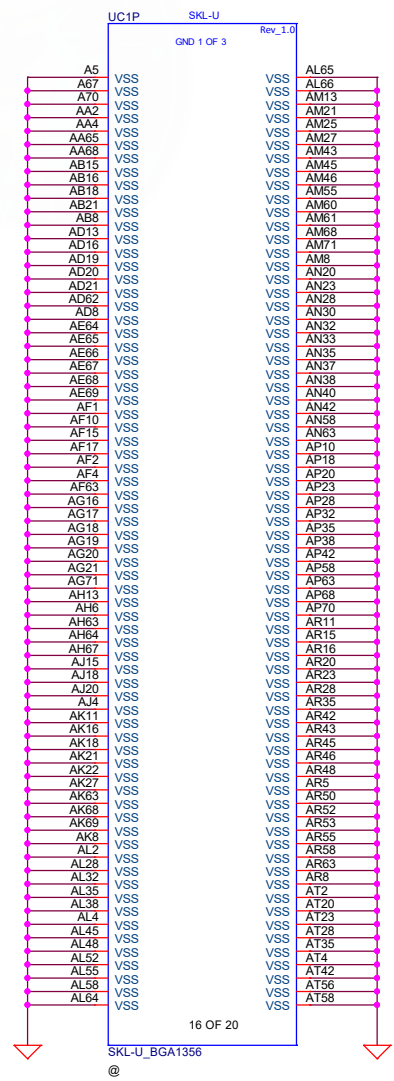 UC1P SKL-U
Rev_1.0
GND 1 OF 3
A5 VSS VSS AL65
A67 VSS VSS AL66
A70 VSS VSS AM13
AA2 VSS VSS AM21
AA4 VSS VSS AM25
AA65 VSS VSS AM27
AA68 VSS VSS AM43
AB15 VSS VSS AM45
AB16 VSS VSS AM46
AB18 VSS VSS AM55
AB21 VSS VSS AM60
AB8 VSS VSS AM61
AD13 VSS VSS AM68
AD16 VSS VSS AM71
AD19 VSS VSS AM8
AD20 VSS VSS AN20
AD21 VSS VSS AN23
AD62 VSS VSS AN28
AD8 VSS VSS AN30
AE64 VSS VSS AN32
AE65 VSS VSS AN33
AE66 VSS VSS AN35
AE67 VSS VSS AN37
AE68 VSS VSS AN38
AE69 VSS VSS AN40
AF1 VSS VSS AN42
AF10 VSS VSS AN58
AF15 VSS VSS AN63
AF17 VSS VSS AP10
AF2 VSS VSS AP18
AF4 VSS VSS AP20
AF63 VSS VSS AP23
AG16 VSS VSS AP28
AG17 VSS VSS AP32
AG18 VSS VSS AP35
AG19 VSS VSS AP38
AG20 VSS VSS AP42
AG21 VSS VSS AP58
AG71 VSS VSS AP63
AH13 VSS VSS AP68
AH6 VSS VSS AP70
AH63 VSS VSS AR11
AH64 VSS VSS AR15
AH67 VSS VSS AR16
AJ15 VSS VSS AR20
AJ18 VSS VSS AR23
AJ20 VSS VSS AR28
AJ4 VSS VSS AR35
AK11 VSS VSS AR42
AK16 VSS VSS AR43
AK18 VSS VSS AR45
AK21 VSS VSS AR46
AK22 VSS VSS AR48
AK27 VSS VSS AR5
AK63 VSS VSS AR50
AK68 VSS VSS AR52
AK69 VSS VSS AR53
AK8 VSS VSS AR55
AL2 VSS VSS AR58
AL28 VSS VSS AR63
AL32 VSS VSS AR8
AL35 VSS VSS AT2
AL38 VSS VSS AT20
AL4 VSS VSS AT23
AL45 VSS VSS AT28
AL48 VSS VSS AT35
AL52 VSS VSS AT4
AL55 VSS VSS AT42
AL58 VSS VSS AT56
AL64 VSS VSS AT58
16 OF 20
SKL-U_BGA1356
@